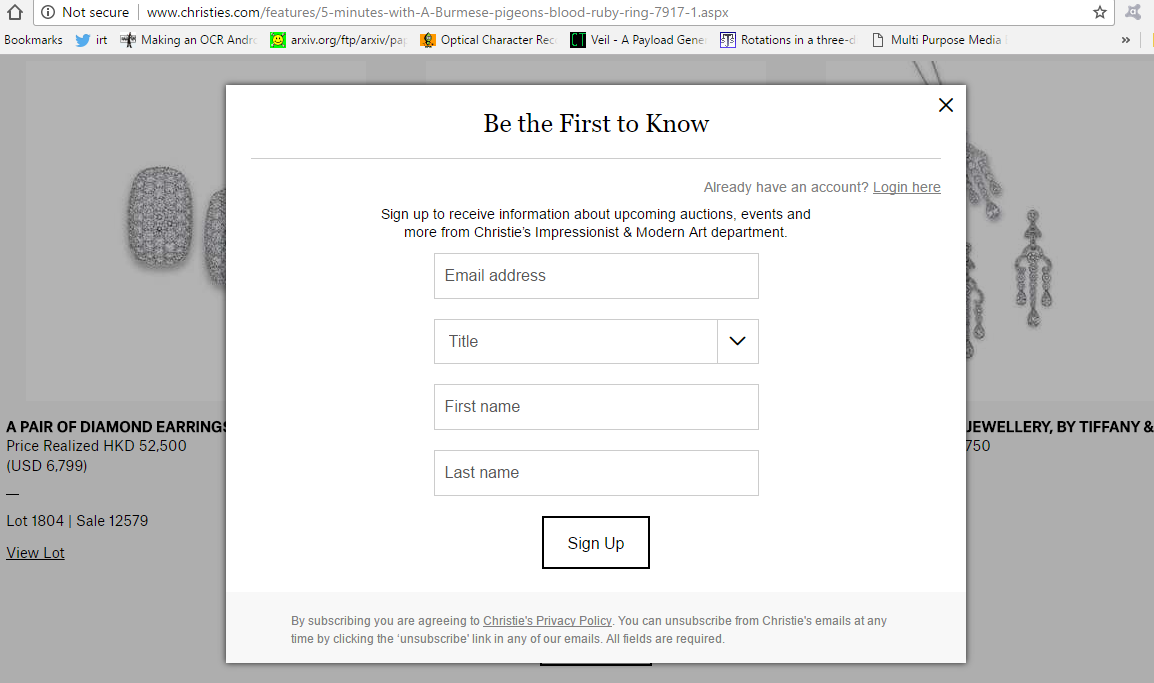 Not secure | www.christies.com/features/5-minutes-with-A-Burmese-pigeons-blood-ruby-ring-7917-1.aspx
Bookmarks irt Making an OCR Andro arxiv.org/ftp/arxiv/pap Optical Character Rec Veil - A Payload Gene Rotations in a three-d Multi Purpose Media »
Be the First to Know
Already have an account? Login here
Sign up to receive information about upcoming auctions, events and
more from Christie's Impressionist & Modern Art department.
Email address
Title
First name
Last name
Sign Up
By subscribing you are agreeing to Christie's Privacy Policy. You can unsubscribe from Christie's emails at any
time by clicking the ‘unsubscribe' link in any of our emails. All fields are required.
A PAIR OF DIAMOND EARRINGS
Price Realized HKD 52,500
(USD 6,799)
—
Lot 1804 | Sale 12579
View Lot
JEWELLERY, BY TIFFANY &
750